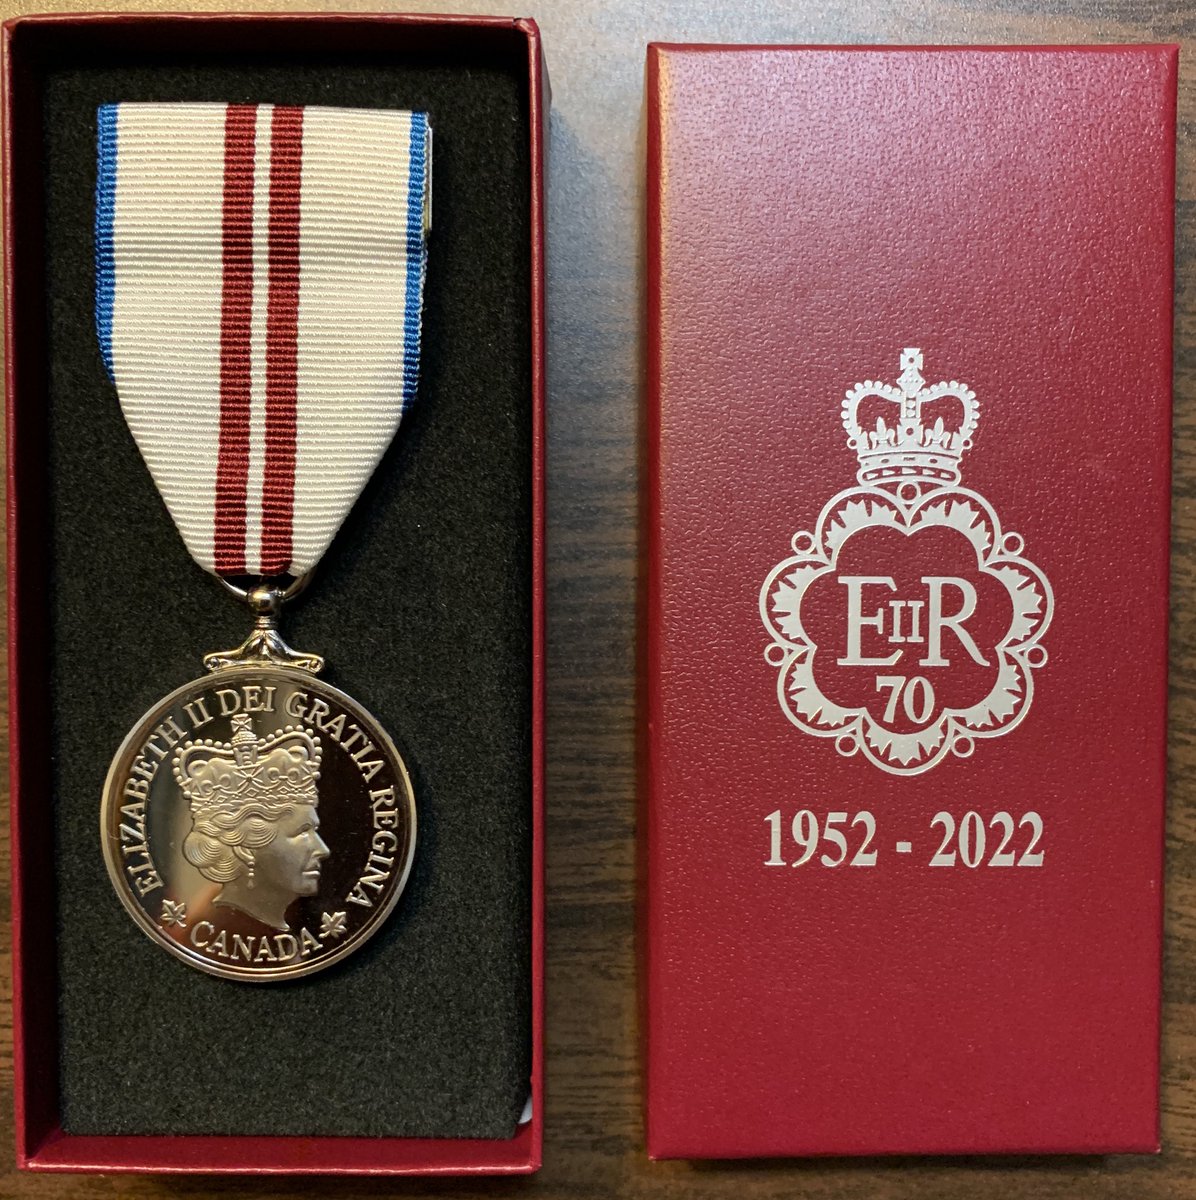 ELIZABETH II DEI GRATIA REGINA
CANADA
EIIR
70
1952 - 2022